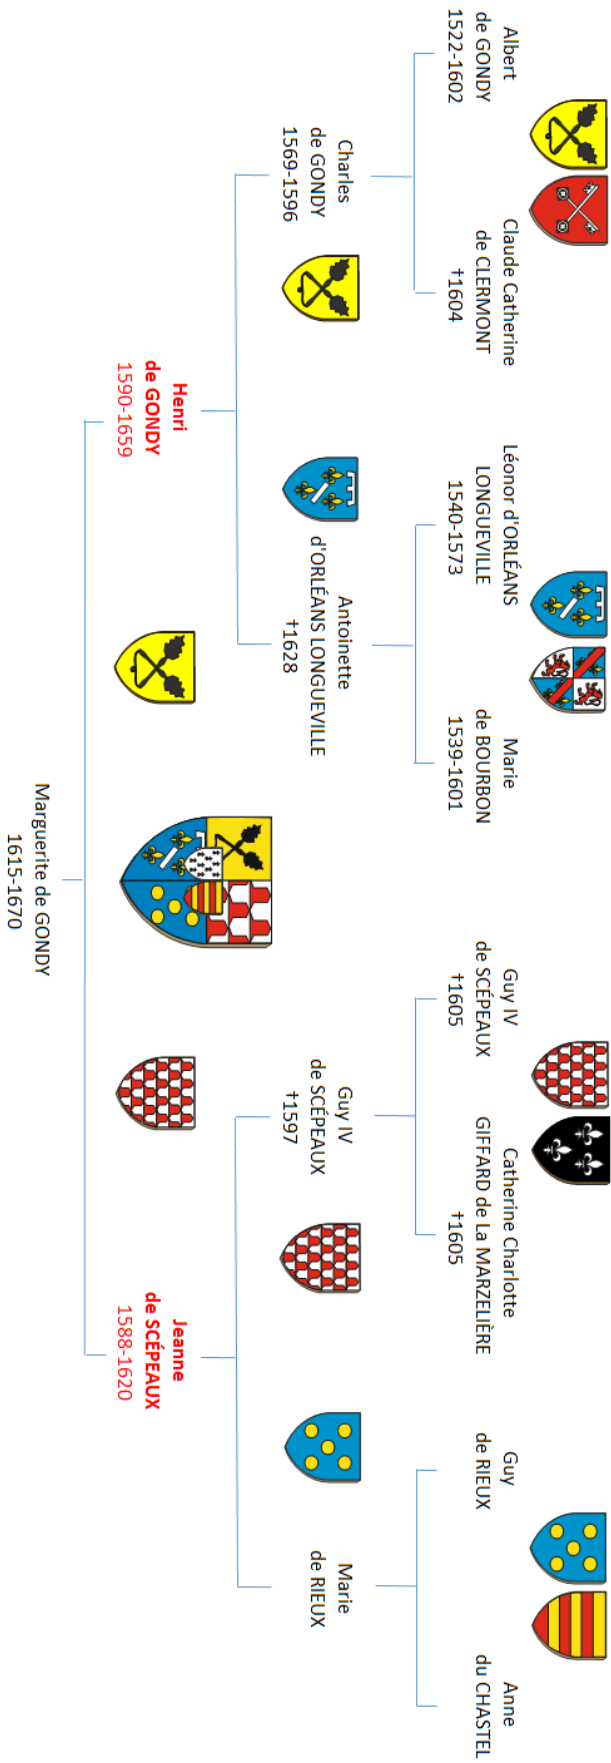 Albert
de GONDY
1522-1602
Claude Catherine
de CLERMONT
†1604
Léonor d'ORLÉANS
LONGUEVILLE
1540-1573
Marie
de BOURBON
1539-1601
Guy IV
de SCÉPEAUX
†1605
Catherine Charlotte
GIFFARD de La MARZELIÈRE
†1605
Guy
de RIEUX
Anne
du CHASTEL
Charles
de GONDY
1569-1596
Antoinette
d'ORLÉANS LONGUEVILLE
†1628
Guy IV
de SCÉPEAUX
†1597
Marie
de RIEUX
Henri
de GONDY
1590-1659
Jeanne
de SCÉPEAUX
1588-1620
Marguerite de GONDY
1615-1670